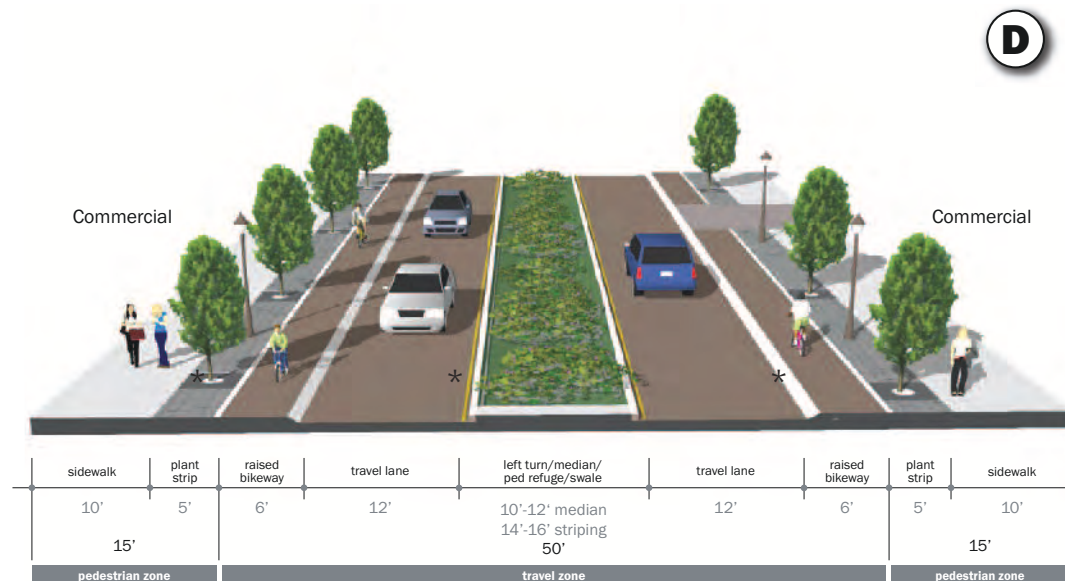 D
Commercial
Commercial
*
*
*
sidewalk
plant
strip
raised
bikeway
travel lane
left turn/median/
ped refuge/swale
travel lane
raised
bikeway
plant
strip
sidewalk
10'
5'
6'
12'
10'-12' median
14'-16' striping
12'
6'
5'
10'
15'
50'
15'
pedestrian zone
travel zone
pedestrian zone